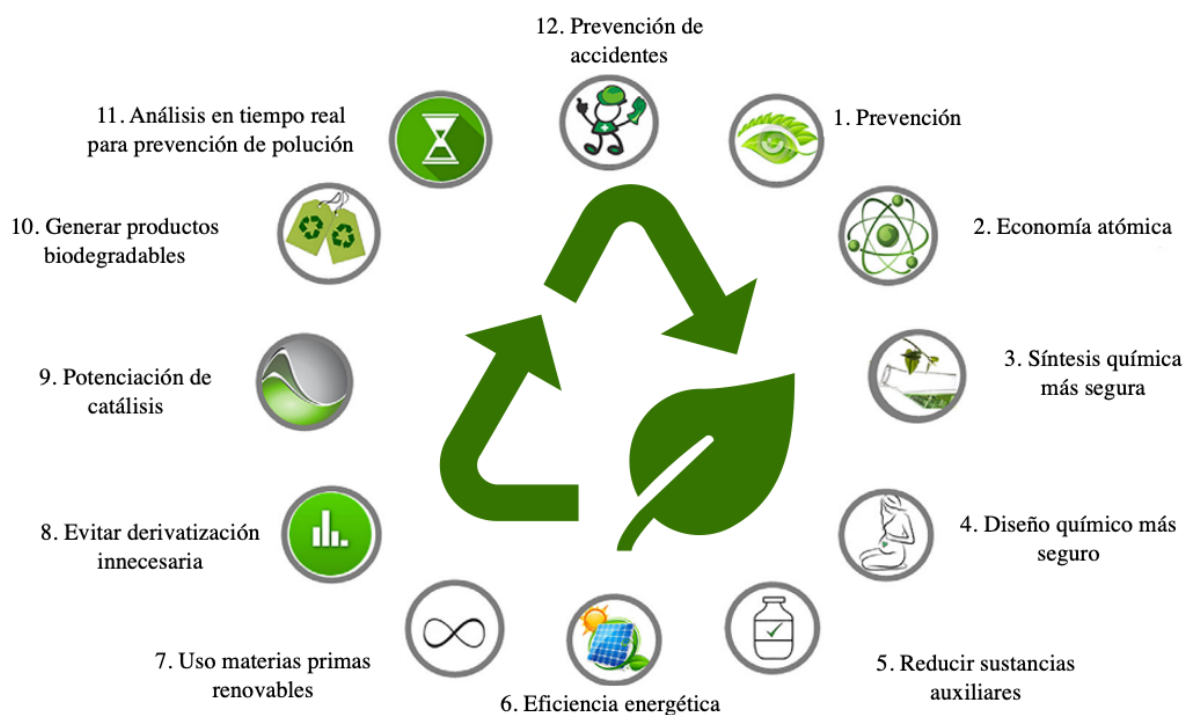 12. Prevención de
accidentes
1. Prevención
2. Economía atómica
3. Síntesis química
más segura
4. Diseño químico más
seguro
5. Reducir sustancias
auxiliares
6. Eficiencia energética
7. Uso materias primas
renovables
8. Evitar derivatización
innecesaria
9. Potenciación de
catálisis
10. Generar productos
biodegradables
11. Análisis en tiempo real
para prevención de polución